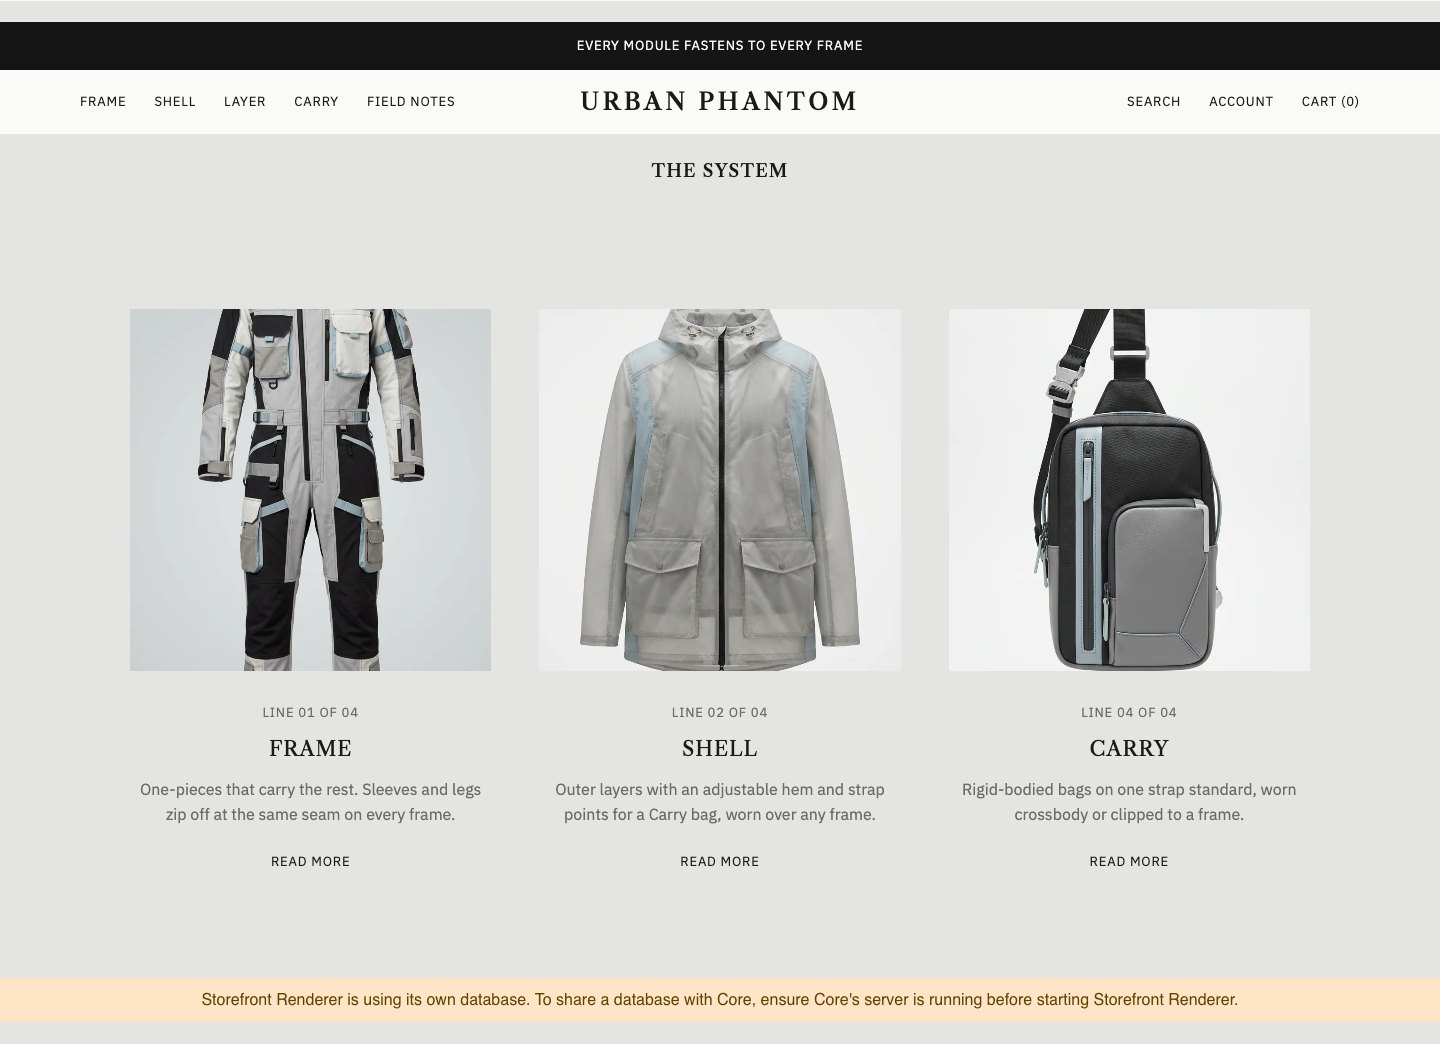 EVERY MODULE FASTENS TO EVERY FRAME
FRAME SHELL LAYER CARRY FIELD NOTES
URBAN PHANTOM
SEARCH ACCOUNT CART (0)
THE SYSTEM
LINE 01 OF 04
FRAME
One-pieces that carry the rest. Sleeves and legs
zip off at the same seam on every frame.
READ MORE
LINE 02 OF 04
SHELL
Outer layers with an adjustable hem and strap
points for a Carry bag, worn over any frame.
READ MORE
LINE 04 OF 04
CARRY
Rigid-bodied bags on one strap standard, worn
crossbody or clipped to a frame.
READ MORE
Storefront Renderer is using its own database. To share a database with Core, ensure Core's server is running before starting Storefront Renderer.